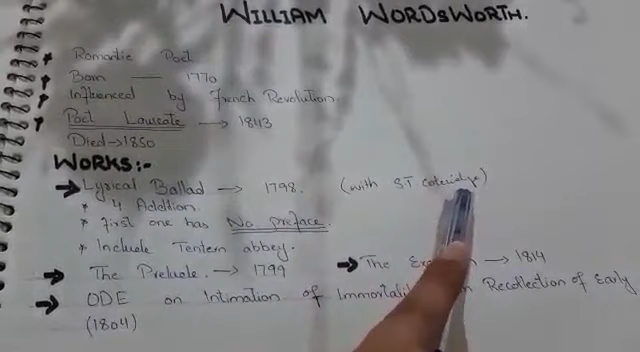 WILLIAM WORDSWORTH.
* Romantic Poet
* Born — 1770
* Influenced by French Revolution.
* Poet Laureate → 1843
Died → 1850
WORKS:-
→ Lyrical Ballad → 1798. (with ST
* 4 Addition.
* first one has No preface.
* Include Tentern abbey.
→ The Prelude. → 1799 → The → 1814
→ ODE on Intimation of Recollection of Early
(1804)